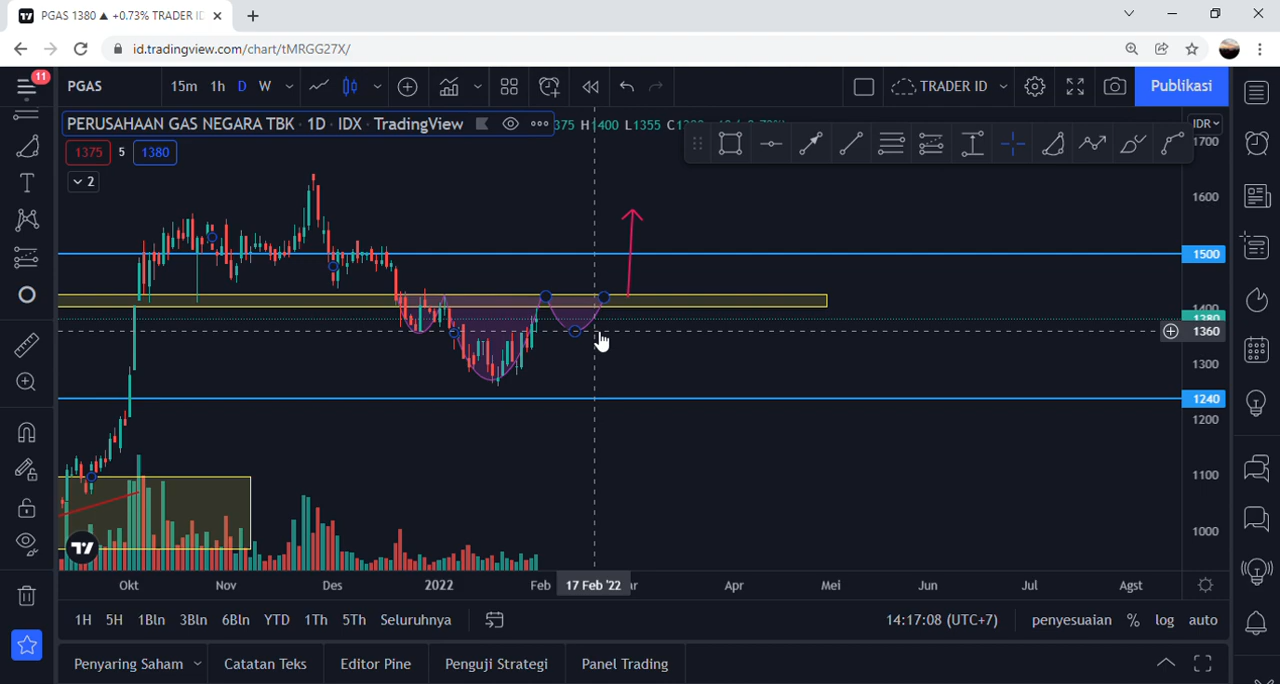 PGAS 1380 ▲ +0.73% TRADER ID
id.tradingview.com/chart/tMRGG27X/
11
PGAS
15m 1h D W
TRADER ID
Publikasi
PERUSAHAAN GAS NEGARA TBK · 1D · IDX · TradingView
375 H1400 L1355
IDR
1375 5 1380
2
1700
1600
1500
1400
1380
1360
1300
1240
1200
1100
1000
Okt Nov Des 2022 Feb 17 Feb '22 Apr Mei Jun Jul Agst
1H 5H 1Bln 3Bln 6Bln YTD 1Th 5Th Seluruhnya
14:17:08 (UTC+7) penyesuaian % log auto
Penyaring Saham Catatan Teks Editor Pine Penguji Strategi Panel Trading